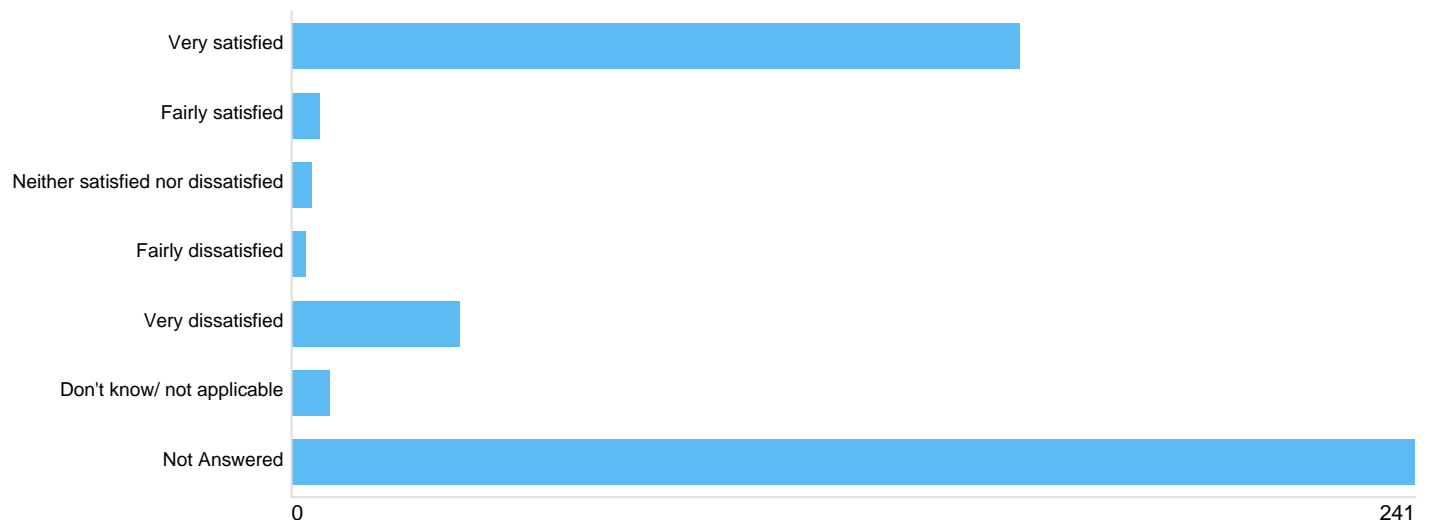 Very satisfied
Fairly satisfied
Neither satisfied nor dissatisfied
Fairly dissatisfied
Very dissatisfied
Don't know/ not applicable
Not Answered
0 241